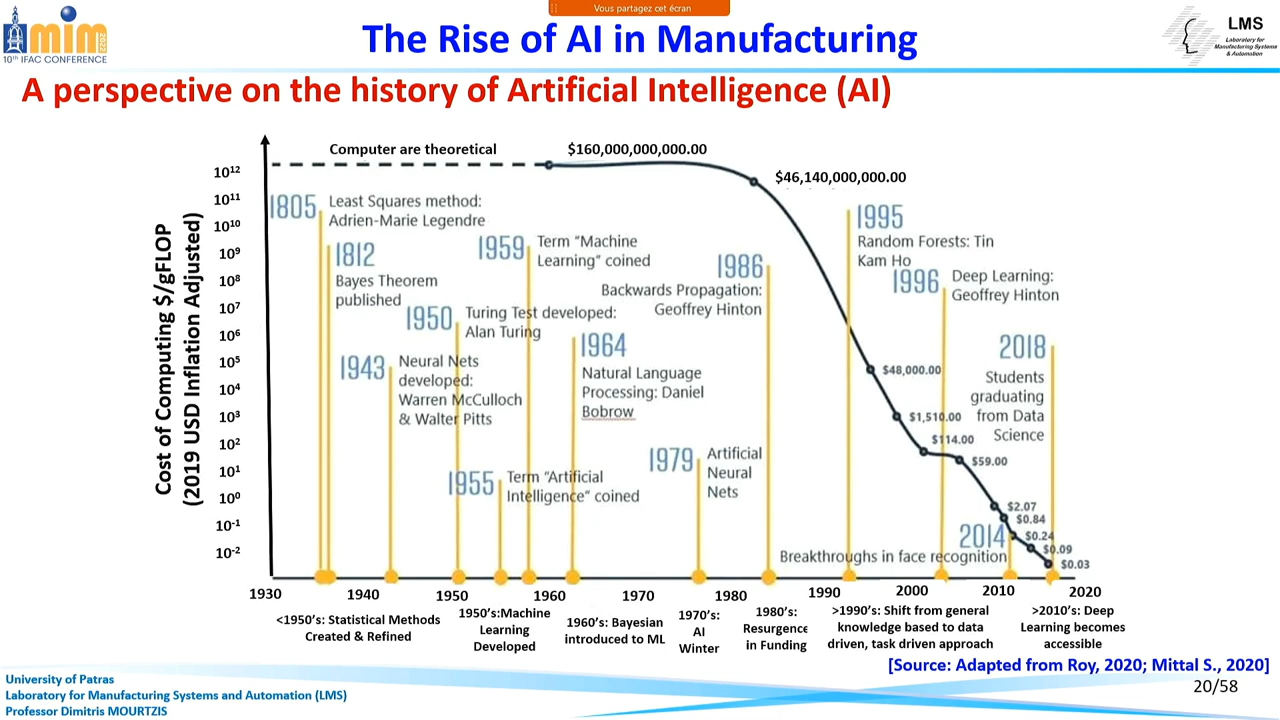 Vous partagez cet écran
mim
2022
10th IFAC CONFERENCE
The Rise of AI in Manufacturing
LMS
Laboratory for
Manufacturing Systems
& Automation
A perspective on the history of Artificial Intelligence (AI)
Cost of Computing $/gFLOP
(2019 USD Inflation Adjusted)
10¹²
10¹¹
10¹⁰
10⁹
10⁸
10⁷
10⁶
10⁵
10⁴
10³
10²
10¹
10⁰
10⁻¹
10⁻²
Computer are theoretical
$160,000,000,000.00
$46,140,000,000.00
1805
Least Squares method:
Adrien-Marie Legendre
1812
Bayes Theorem
published
1943
Neural Nets
developed:
Warren McCulloch
& Walter Pitts
1950
Turing Test developed:
Alan Turing
1955
Term “Artificial
Intelligence” coined
1959
Term “Machine
Learning” coined
1964
Natural Language
Processing: Daniel
Bobrow
1979
Artificial
Neural
Nets
1986
Backwards Propagation:
Geoffrey Hinton
1995
Random Forests: Tin
Kam Ho
1996
Deep Learning:
Geoffrey Hinton
2014
Breakthroughs in face recognition
2018
Students
graduating
from Data
Science
$48,000.00
$1,510.00
$114.00
$59.00
$2.07
$0.84
$0.24
$0.09
$0.03
1930
1940
1950
1960
1970
1980
1990
2000
2010
2020
<1950’s: Statistical Methods
Created & Refined
1950’s:Machine
Learning
Developed
1960’s: Bayesian
introduced to ML
1970’s:
AI
Winter
1980’s:
Resurgence
in Funding
>1990’s: Shift from general
knowledge based to data
driven, task driven approach
>2010’s: Deep
Learning becomes
accessible
[Source: Adapted from Roy, 2020; Mittal S., 2020]
20/58
University of Patras
Laboratory for Manufacturing Systems and Automation (LMS)
Professor Dimitris MOURTZIS